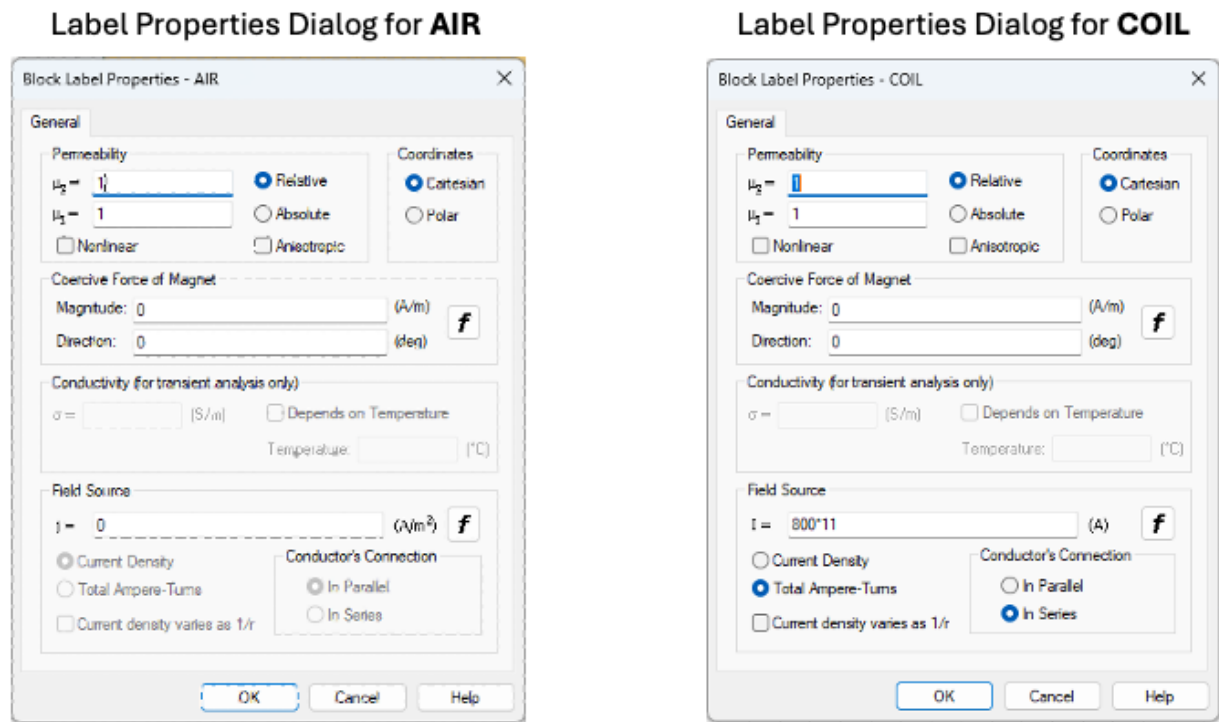 Label Properties Dialog for AIR
Block Label Properties - AIR
General
Permeability
Coordinates
μ₂ = 1
Relative
Cartesian
μ₁ = 1
Absolute
Polar
Nonlinear
Anisotropic
Coercive Force of Magnet
Magnitude: 0 (A/m)
f
Direction: 0 (deg)
Conductivity (for transient analysis only)
σ = (S/m)
Depends on Temperature
Temperature: (°C)
Field Source
j = 0 (A/m²)
f
Current Density
Conductor's Connection
Total Ampere-Turns
In Parallel
Current density varies as 1/r
In Series
OK
Cancel
Help
Label Properties Dialog for COIL
Block Label Properties - COIL
General
Permeability
Coordinates
μ₂ = 1
Relative
Cartesian
μ₁ = 1
Absolute
Polar
Nonlinear
Anisotropic
Coercive Force of Magnet
Magnitude: 0 (A/m)
f
Direction: 0 (deg)
Conductivity (for transient analysis only)
σ = (S/m)
Depends on Temperature
Temperature: (°C)
Field Source
I = 800*11 (A)
f
Current Density
Conductor's Connection
Total Ampere-Turns
In Parallel
Current density varies as 1/r
In Series
OK
Cancel
Help